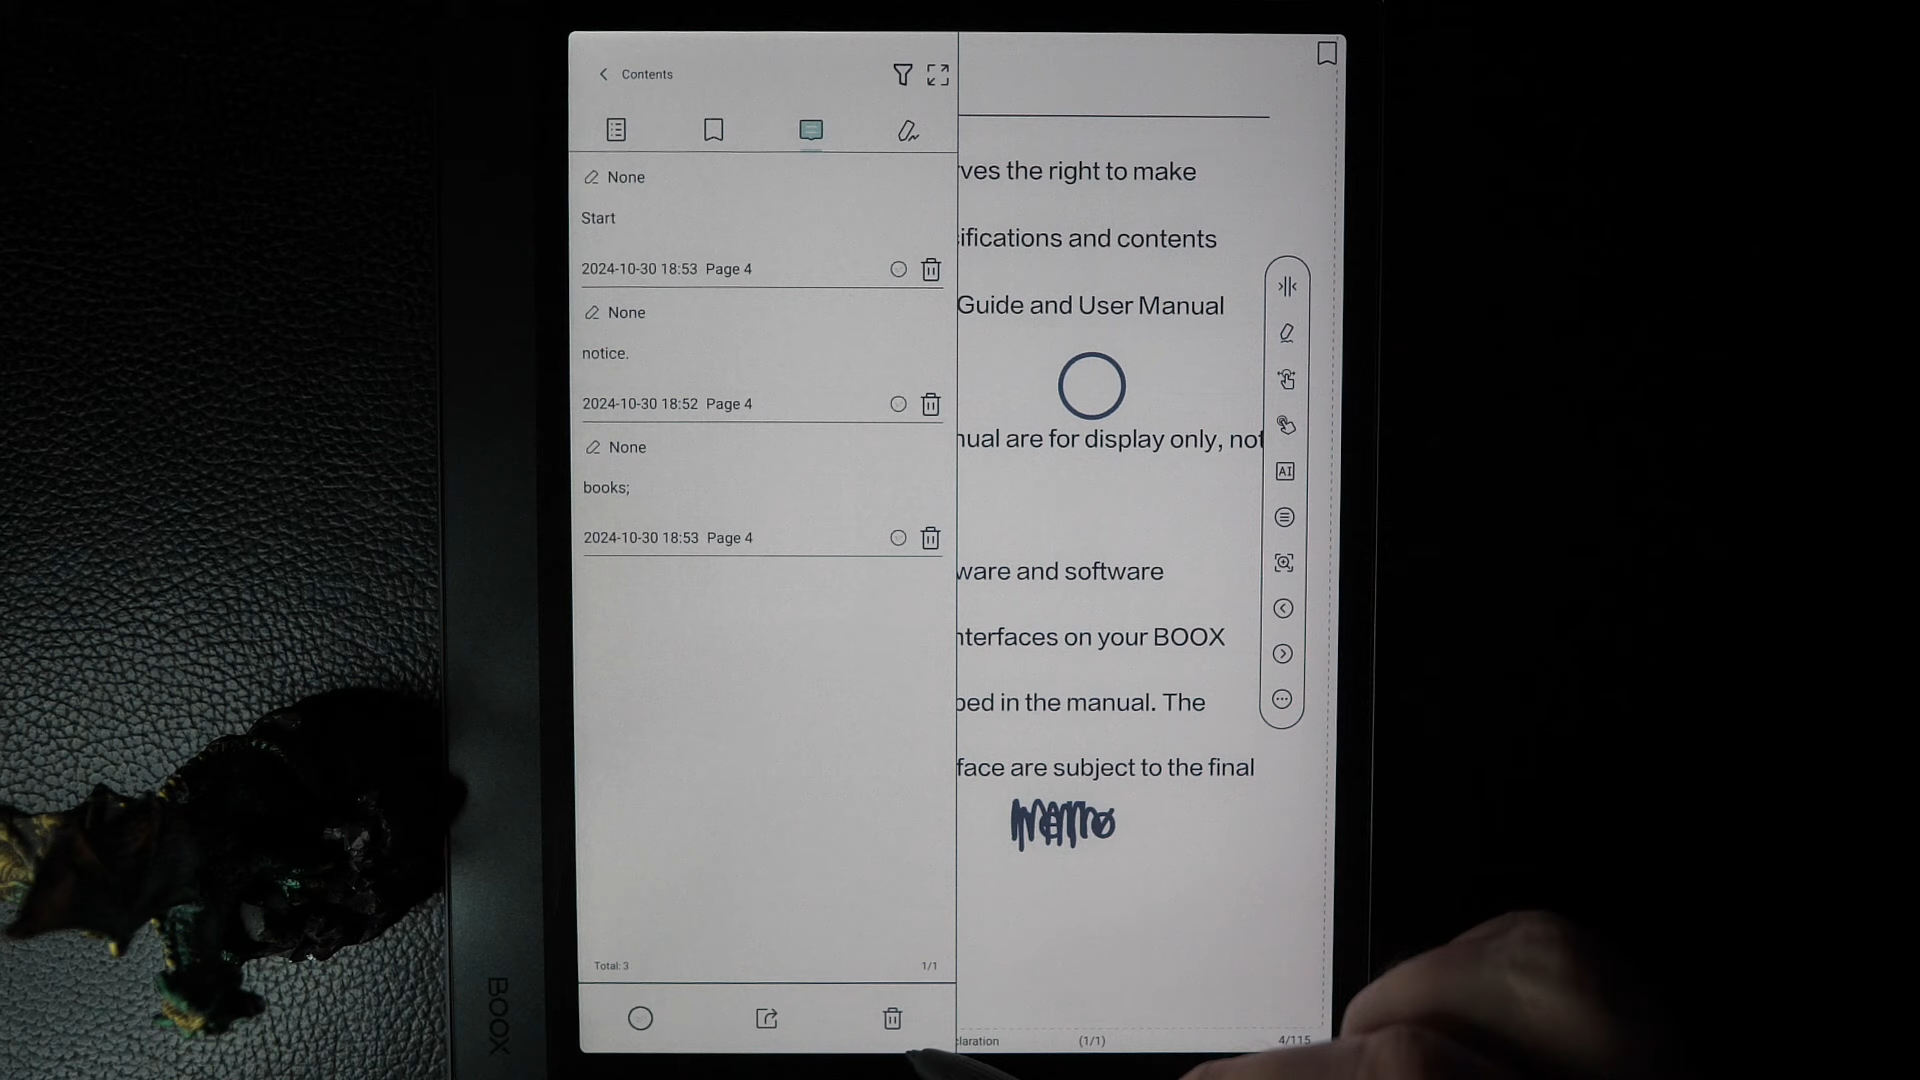 Contents
None
Start
2024-10-30 18:53 Page 4
None
notice.
2024-10-30 18:52 Page 4
None
books;
2024-10-30 18:53 Page 4
Total: 3
1/1
ves the right to make
ifications and contents
Guide and User Manual
ual are for display only, not
ware and software
nterfaces on your BOOX
bed in the manual. The
face are subject to the final
AI
laration
(1/1)
4/115
BOOX